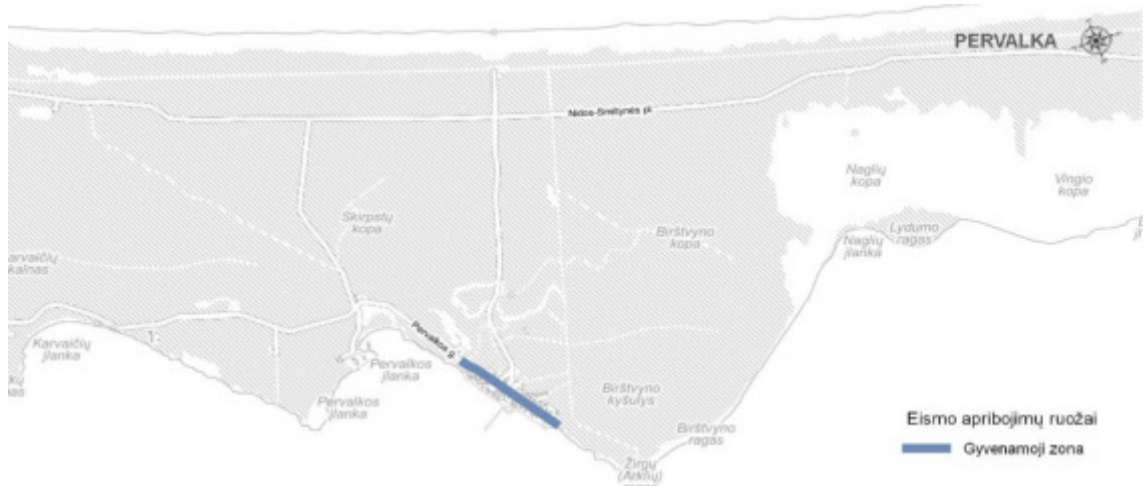 PERVALKA
Nidos-Smiltynės pl.
Naglių
kopa
Vingio
kopa
Skirpstų
kopa
Birštvyno
kopa
Lydumo
ragas
Naglių
įlanka
Karvaičių
kalnas
Pervalkos g.
Karvaičių
įlanka
Pervalkos
įlanka
Pervalkos
įlanka
Birštvyno
kyšulys
Birštvyno
ragas
Žirgų
(Arklių)
Eismo apribojimų ruožai
Gyvenamoji zona